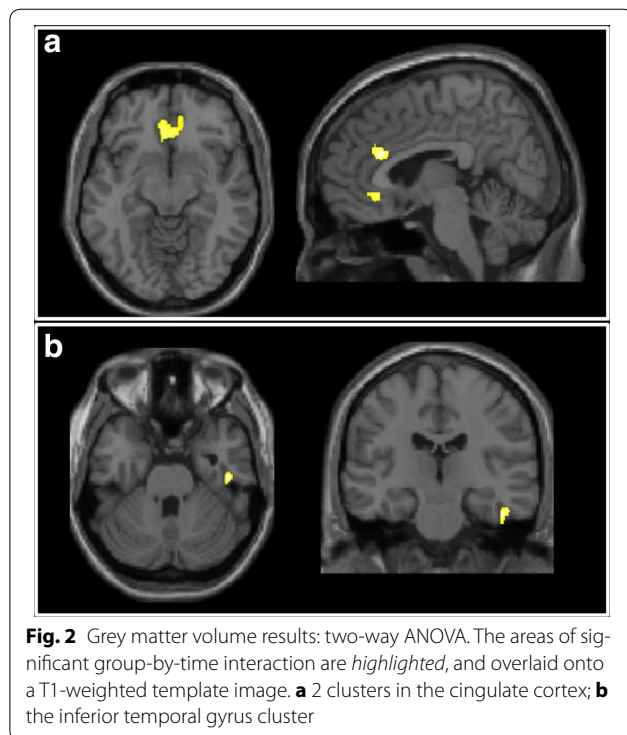 a
b
Fig. 2 Grey matter volume results: two-way ANOVA. The areas of sig-
nificant group-by-time interaction are highlighted, and overlaid onto
a T1-weighted template image. a 2 clusters in the cingulate cortex; b
the inferior temporal gyrus cluster